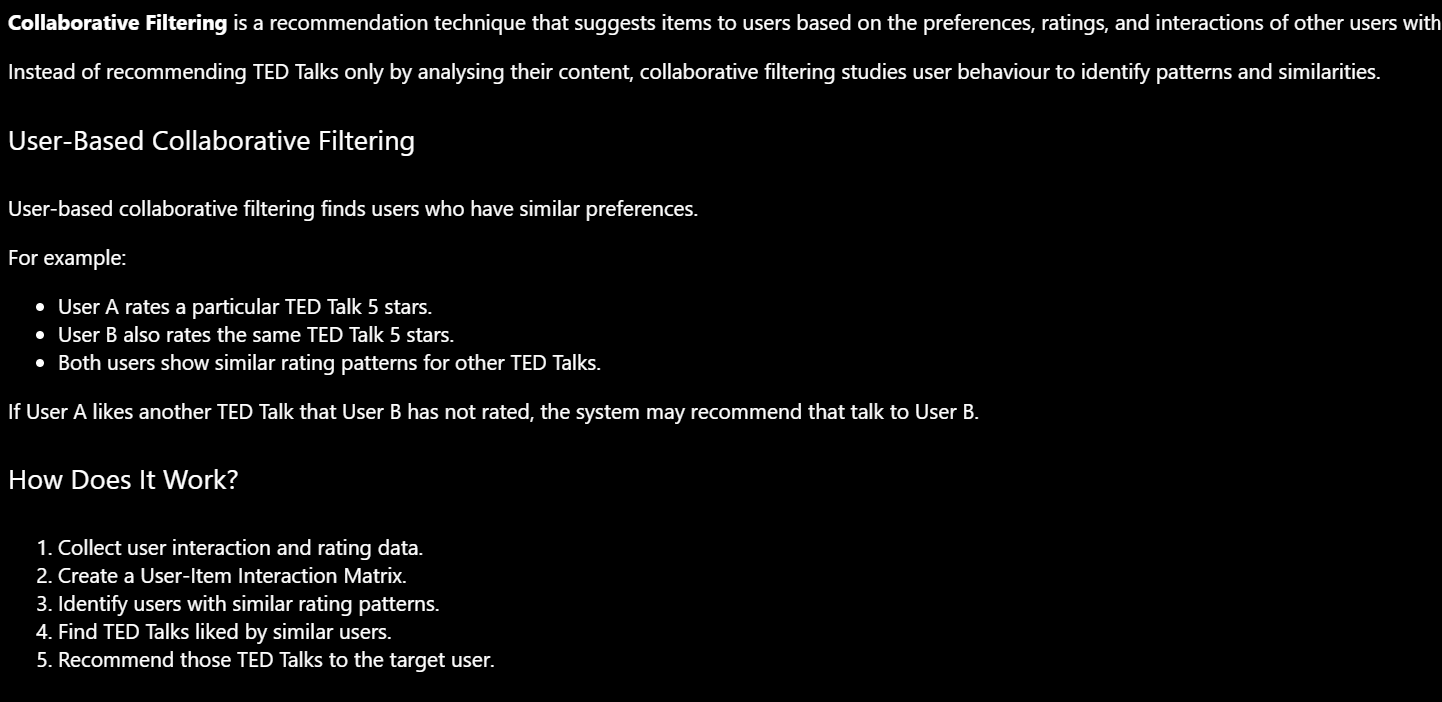 Collaborative Filtering is a recommendation technique that suggests items to users based on the preferences, ratings, and interactions of other users with
Instead of recommending TED Talks only by analysing their content, collaborative filtering studies user behaviour to identify patterns and similarities.
User-Based Collaborative Filtering
User-based collaborative filtering finds users who have similar preferences.
For example:
• User A rates a particular TED Talk 5 stars.
• User B also rates the same TED Talk 5 stars.
• Both users show similar rating patterns for other TED Talks.
If User A likes another TED Talk that User B has not rated, the system may recommend that talk to User B.
How Does It Work?
1. Collect user interaction and rating data.
2. Create a User-Item Interaction Matrix.
3. Identify users with similar rating patterns.
4. Find TED Talks liked by similar users.
5. Recommend those TED Talks to the target user.